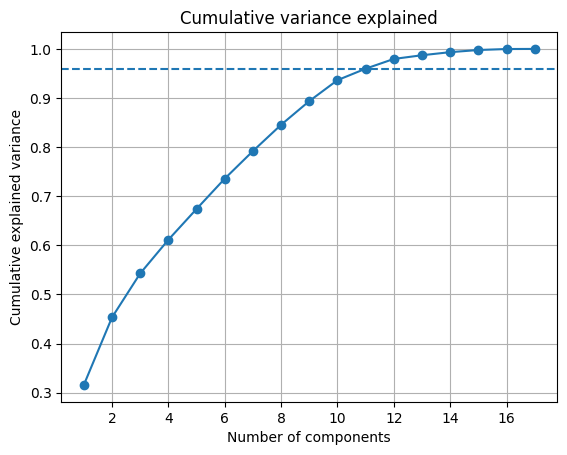 Cumulative variance explained
Cumulative explained variance
1.0
0.9
0.8
0.7
0.6
0.5
0.4
0.3
2 4 6 8 10 12 14 16
Number of components